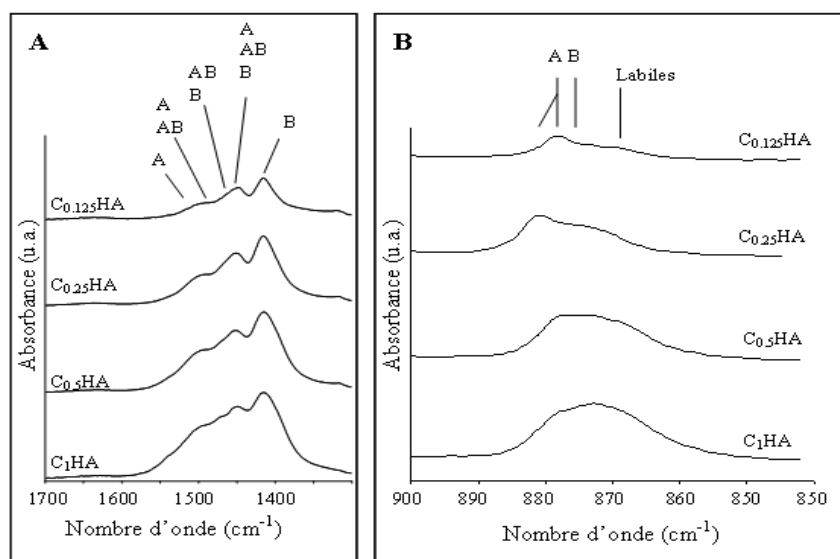 A
A
AB
B
AB
B
A
AB
A
B
C0.125HA
C0.25HA
C0.5HA
C1HA
Absorbance (u.a.)
1700 1600 1500 1400
Nombre d'onde (cm-1)
B
A B
Labiles
C0.125HA
C0.25HA
C0.5HA
C1HA
Absorbance (u.a.)
900 880 870 860 850 850
Nombre d'onde (cm-1)